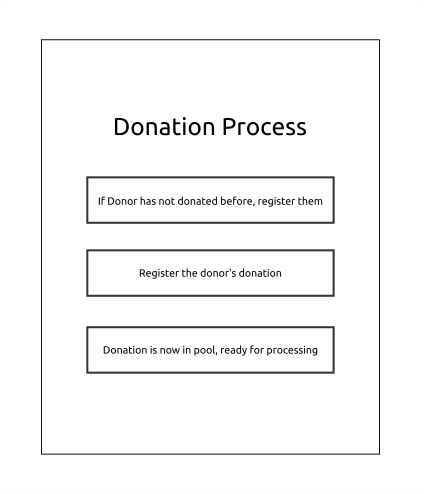 Donation Process
If Donor has not donated before, register them
Register the donor's donation
Donation is now in pool, ready for processing